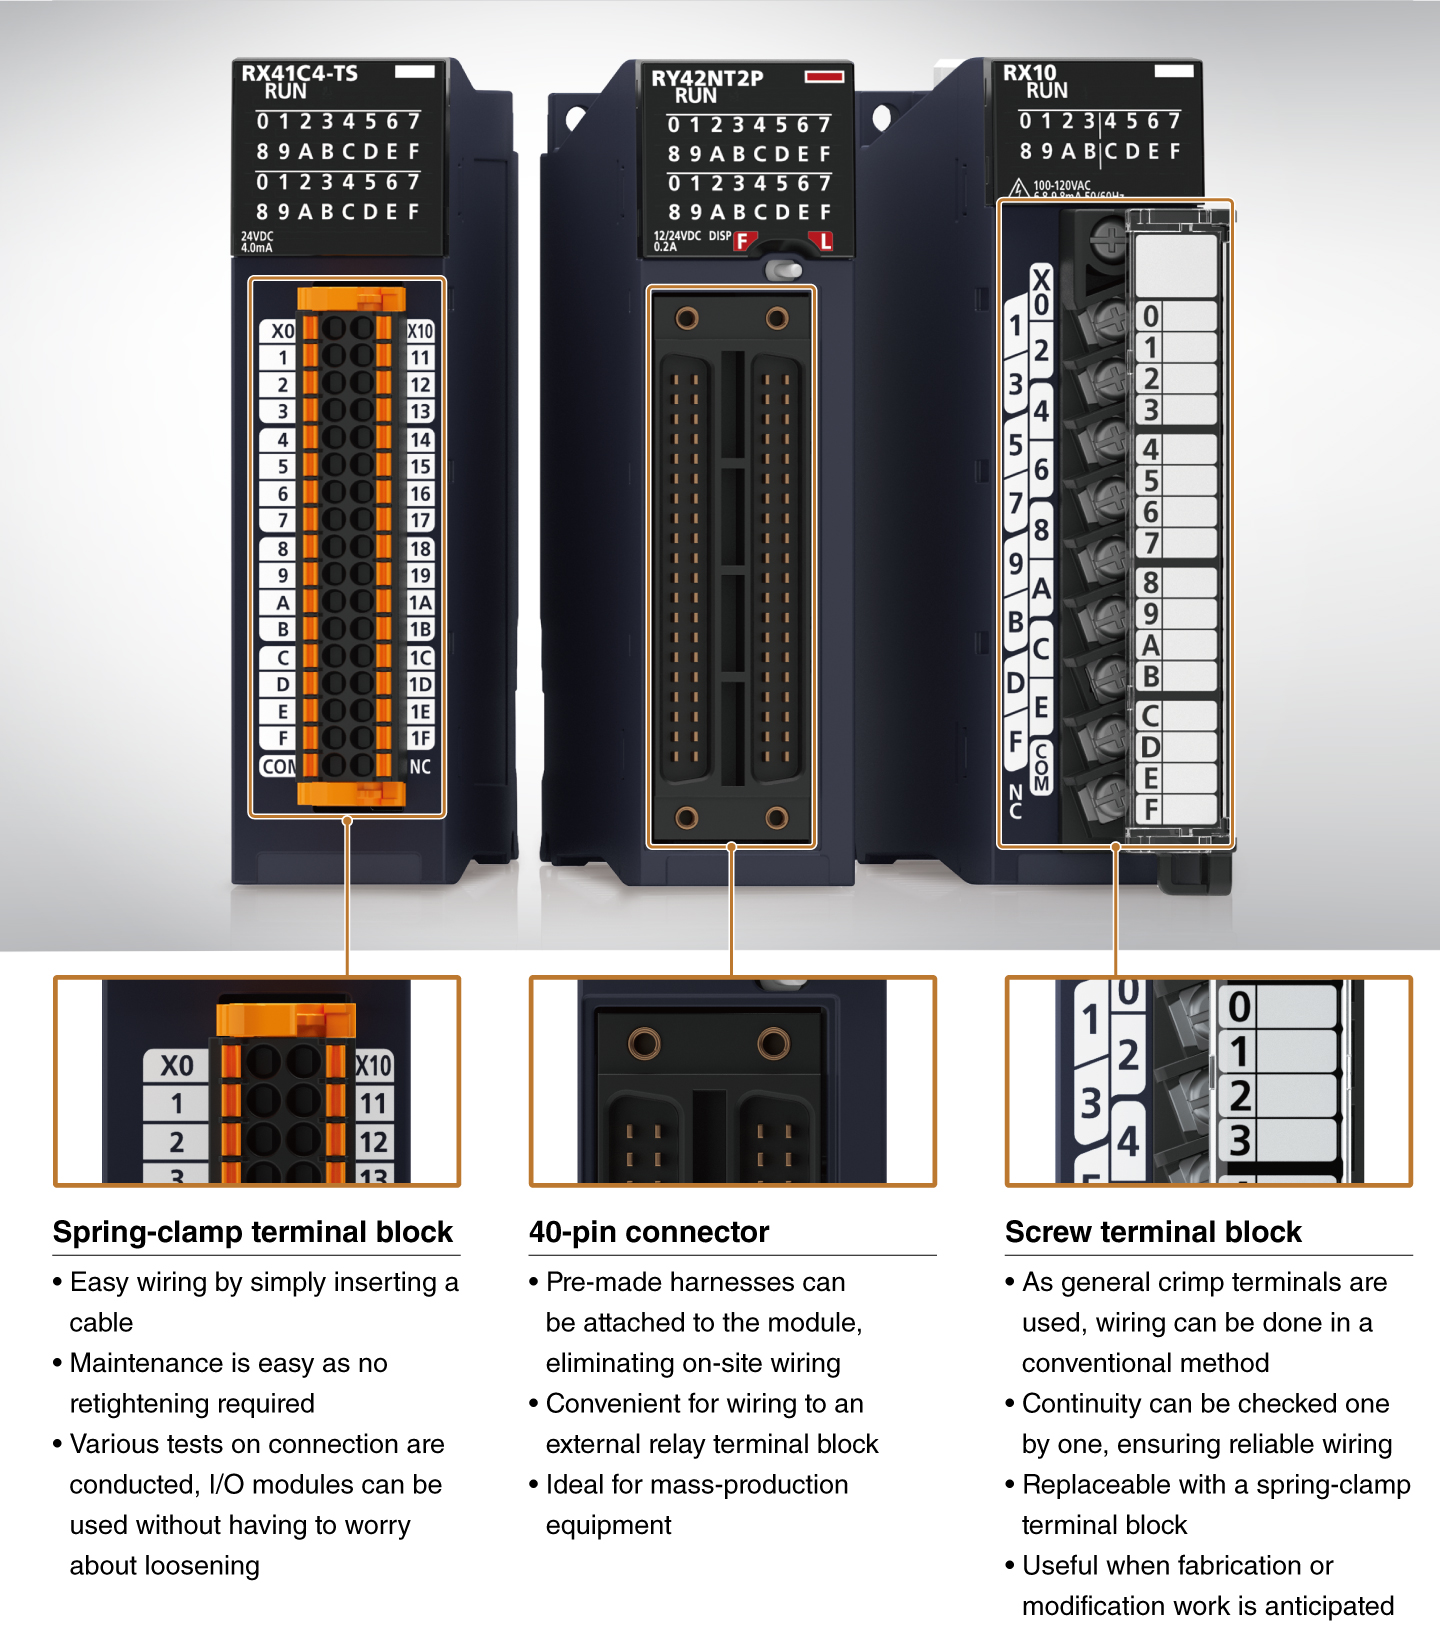 RX41C4-TS
RUN
0 1 2 3 4 5 6 7
8 9 A B C D E F
0 1 2 3 4 5 6 7
8 9 A B C D E F
24VDC
4.0mA
X0 X10
1 11
2 12
3 13
4 14
5 15
6 16
7 17
8 18
9 19
A 1A
B 1B
C 1C
D 1D
E 1E
F 1F
COM NC
RY42NT2P
RUN
0 1 2 3 4 5 6 7
8 9 A B C D E F
0 1 2 3 4 5 6 7
8 9 A B C D E F
12/24VDC DISP F L
0.2A
RX10
RUN
0 1 2 3 4 5 6 7
8 9 A B C D E F
100-120VAC
X
0
1
2
3
4
5
6
7
8
9
A
B
C
D
E
F
COM
NC
0
1
2
3
4
5
6
7
8
9
A
B
C
D
E
F
X0 X10
1 11
2 12
3 13
0
1
2
3
4
0
1
2
3
Spring-clamp terminal block
• Easy wiring by simply inserting a
cable
• Maintenance is easy as no
retightening required
• Various tests on connection are
conducted, I/O modules can be
used without having to worry
about loosening
40-pin connector
• Pre-made harnesses can
be attached to the module,
eliminating on-site wiring
• Convenient for wiring to an
external relay terminal block
• Ideal for mass-production
equipment
Screw terminal block
• As general crimp terminals are
used, wiring can be done in a
conventional method
• Continuity can be checked one
by one, ensuring reliable wiring
• Replaceable with a spring-clamp
terminal block
• Useful when fabrication or
modification work is anticipated